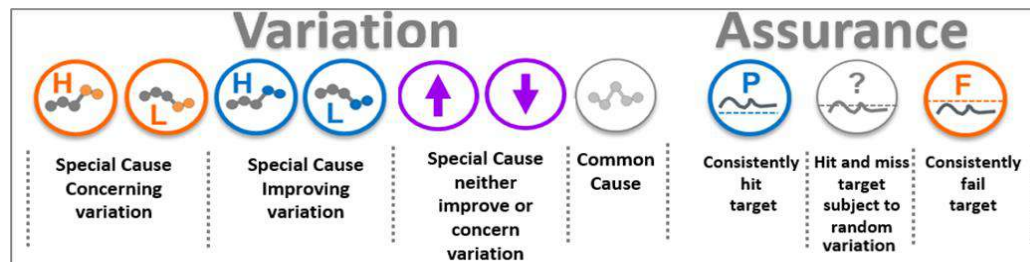 Variation
Assurance
H
L
H
L
P
?
F
Special Cause
Concerning
variation
Special Cause
Improving
variation
Special Cause
neither
improve or
concern
variation
Common
Cause
Consistently
hit
target
Hit and miss
target
subject to
random
variation
Consistently
fail
target